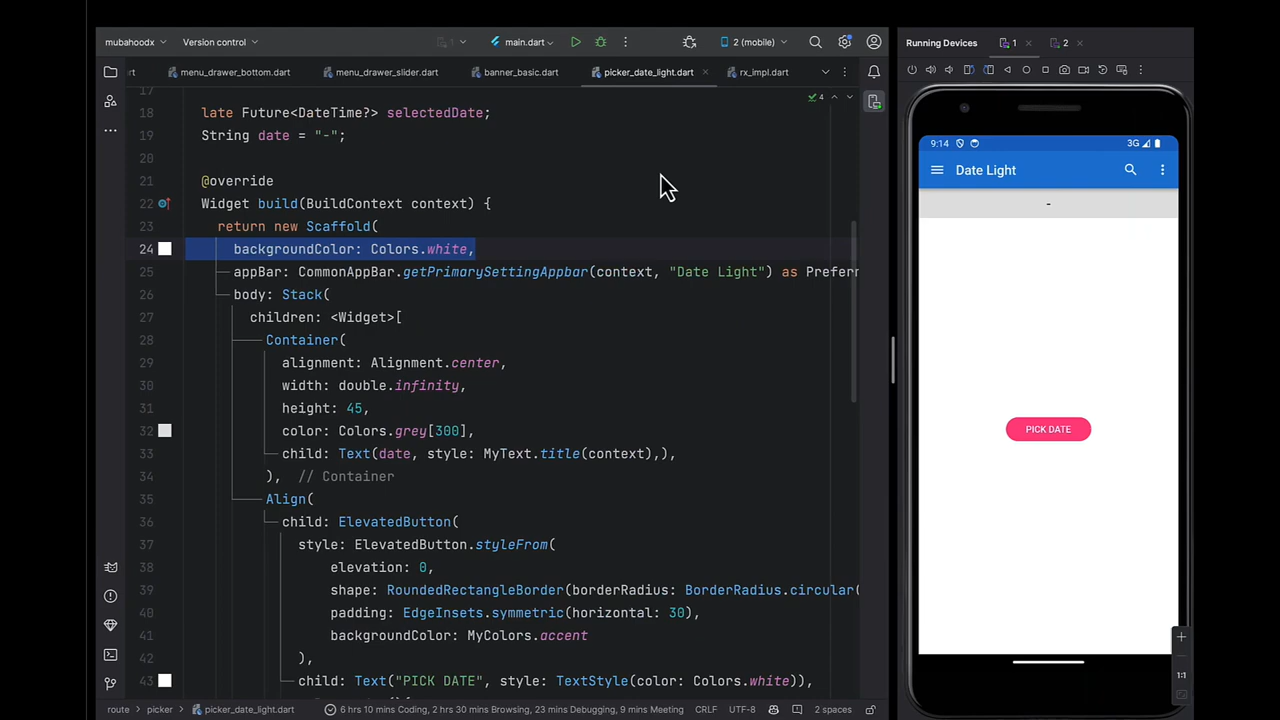 mubahoodx Version control main.dart 2 (mobile) Running Devices 1 2
rt menu_drawer_bottom.dart menu_drawer_slider.dart banner_basic.dart picker_date_light.dart rx_impl.dart
17 4
18 late Future<DateTime?> selectedDate;
19 String date = "-";
20
21 @override
22 Widget build(BuildContext context) {
23 return new Scaffold(
24 backgroundColor: Colors.white,
25 appBar: CommonAppBar.getPrimarySettingAppbar(context, "Date Light") as Preferr
26 body: Stack(
27 children: <Widget>[
28 Container(
29 alignment: Alignment.center,
30 width: double.infinity,
31 height: 45,
32 color: Colors.grey[300],
33 child: Text(date, style: MyText.title(context),),
34 ), // Container
35 Align(
36 child: ElevatedButton(
37 style: ElevatedButton.styleFrom(
38 elevation: 0,
39 shape: RoundedRectangleBorder(borderRadius: BorderRadius.circular(
40 padding: EdgeInsets.symmetric(horizontal: 30),
41 backgroundColor: MyColors.accent
42 ),
43 child: Text("PICK DATE", style: TextStyle(color: Colors.white)),
route picker picker_date_light.dart 6 hrs 10 mins Coding, 2 hrs 30 mins Browsing, 23 mins Debugging, 9 mins Meeting CRLF UTF-8 2 spaces
9:14 3G
Date Light
-
PICK DATE
1:1